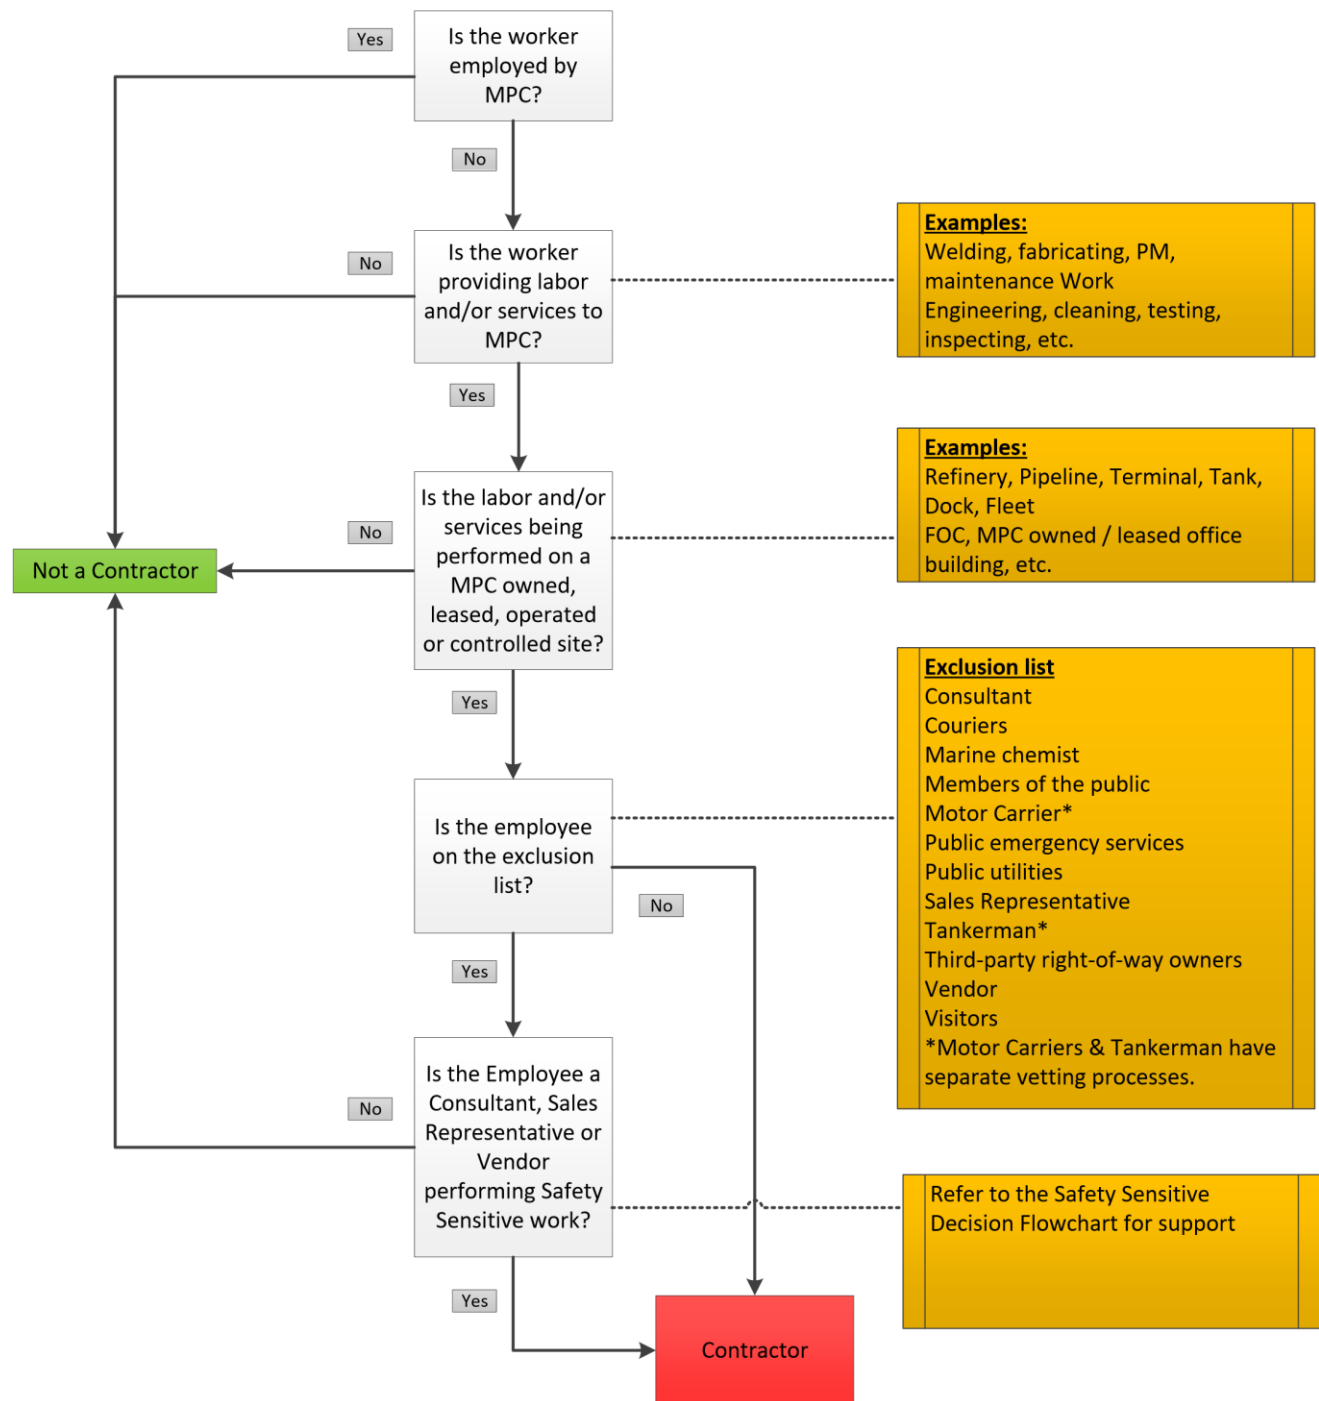 Yes
Is the worker
employed by
MPC?
No
Is the worker
providing labor
and/or services to
MPC?
No
Examples:
Welding, fabricating, PM,
maintenance Work
Engineering, cleaning, testing,
inspecting, etc.
Yes
Is the labor and/or
services being
performed on a
MPC owned,
leased, operated
or controlled site?
No
Examples:
Refinery, Pipeline, Terminal, Tank,
Dock, Fleet
FOC, MPC owned / leased office
building, etc.
Not a Contractor
Yes
Is the employee
on the exclusion
list?
No
Exclusion list
Consultant
Couriers
Marine chemist
Members of the public
Motor Carrier*
Public emergency services
Public utilities
Sales Representative
Tankerman*
Third-party right-of-way owners
Vendor
Visitors
*Motor Carriers & Tankerman have
separate vetting processes.
Yes
Is the Employee a
Consultant, Sales
Representative or
Vendor
performing Safety
Sensitive work?
No
Refer to the Safety Sensitive
Decision Flowchart for support
Yes
Contractor